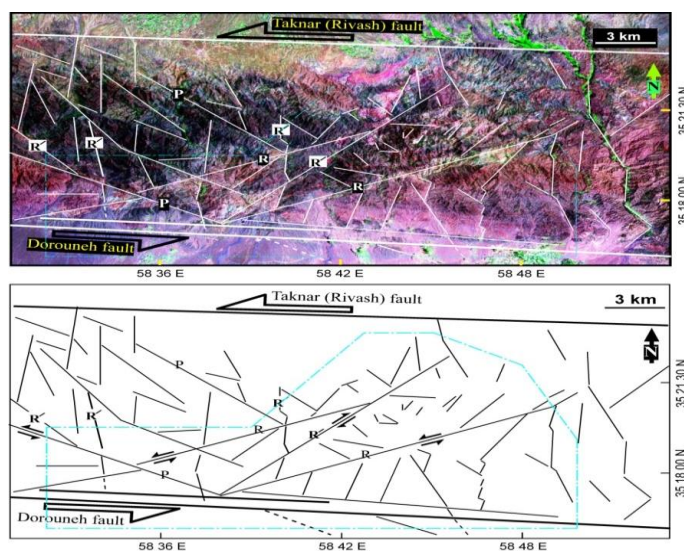 Taknar (Rivash) fault
3 km
N
P
R
R
R
R
R
R
P
Dorouneh fault
35 21 30 N
35 18 00 N
58 36 E
58 42 E
58 48 E
Taknar (Rivash) fault
3 km
N
P
R
R
R
R
R
R
P
Dorouneh fault
35 21 30 N
35 18 00 N
58 36 E
58 42 E
58 48 E